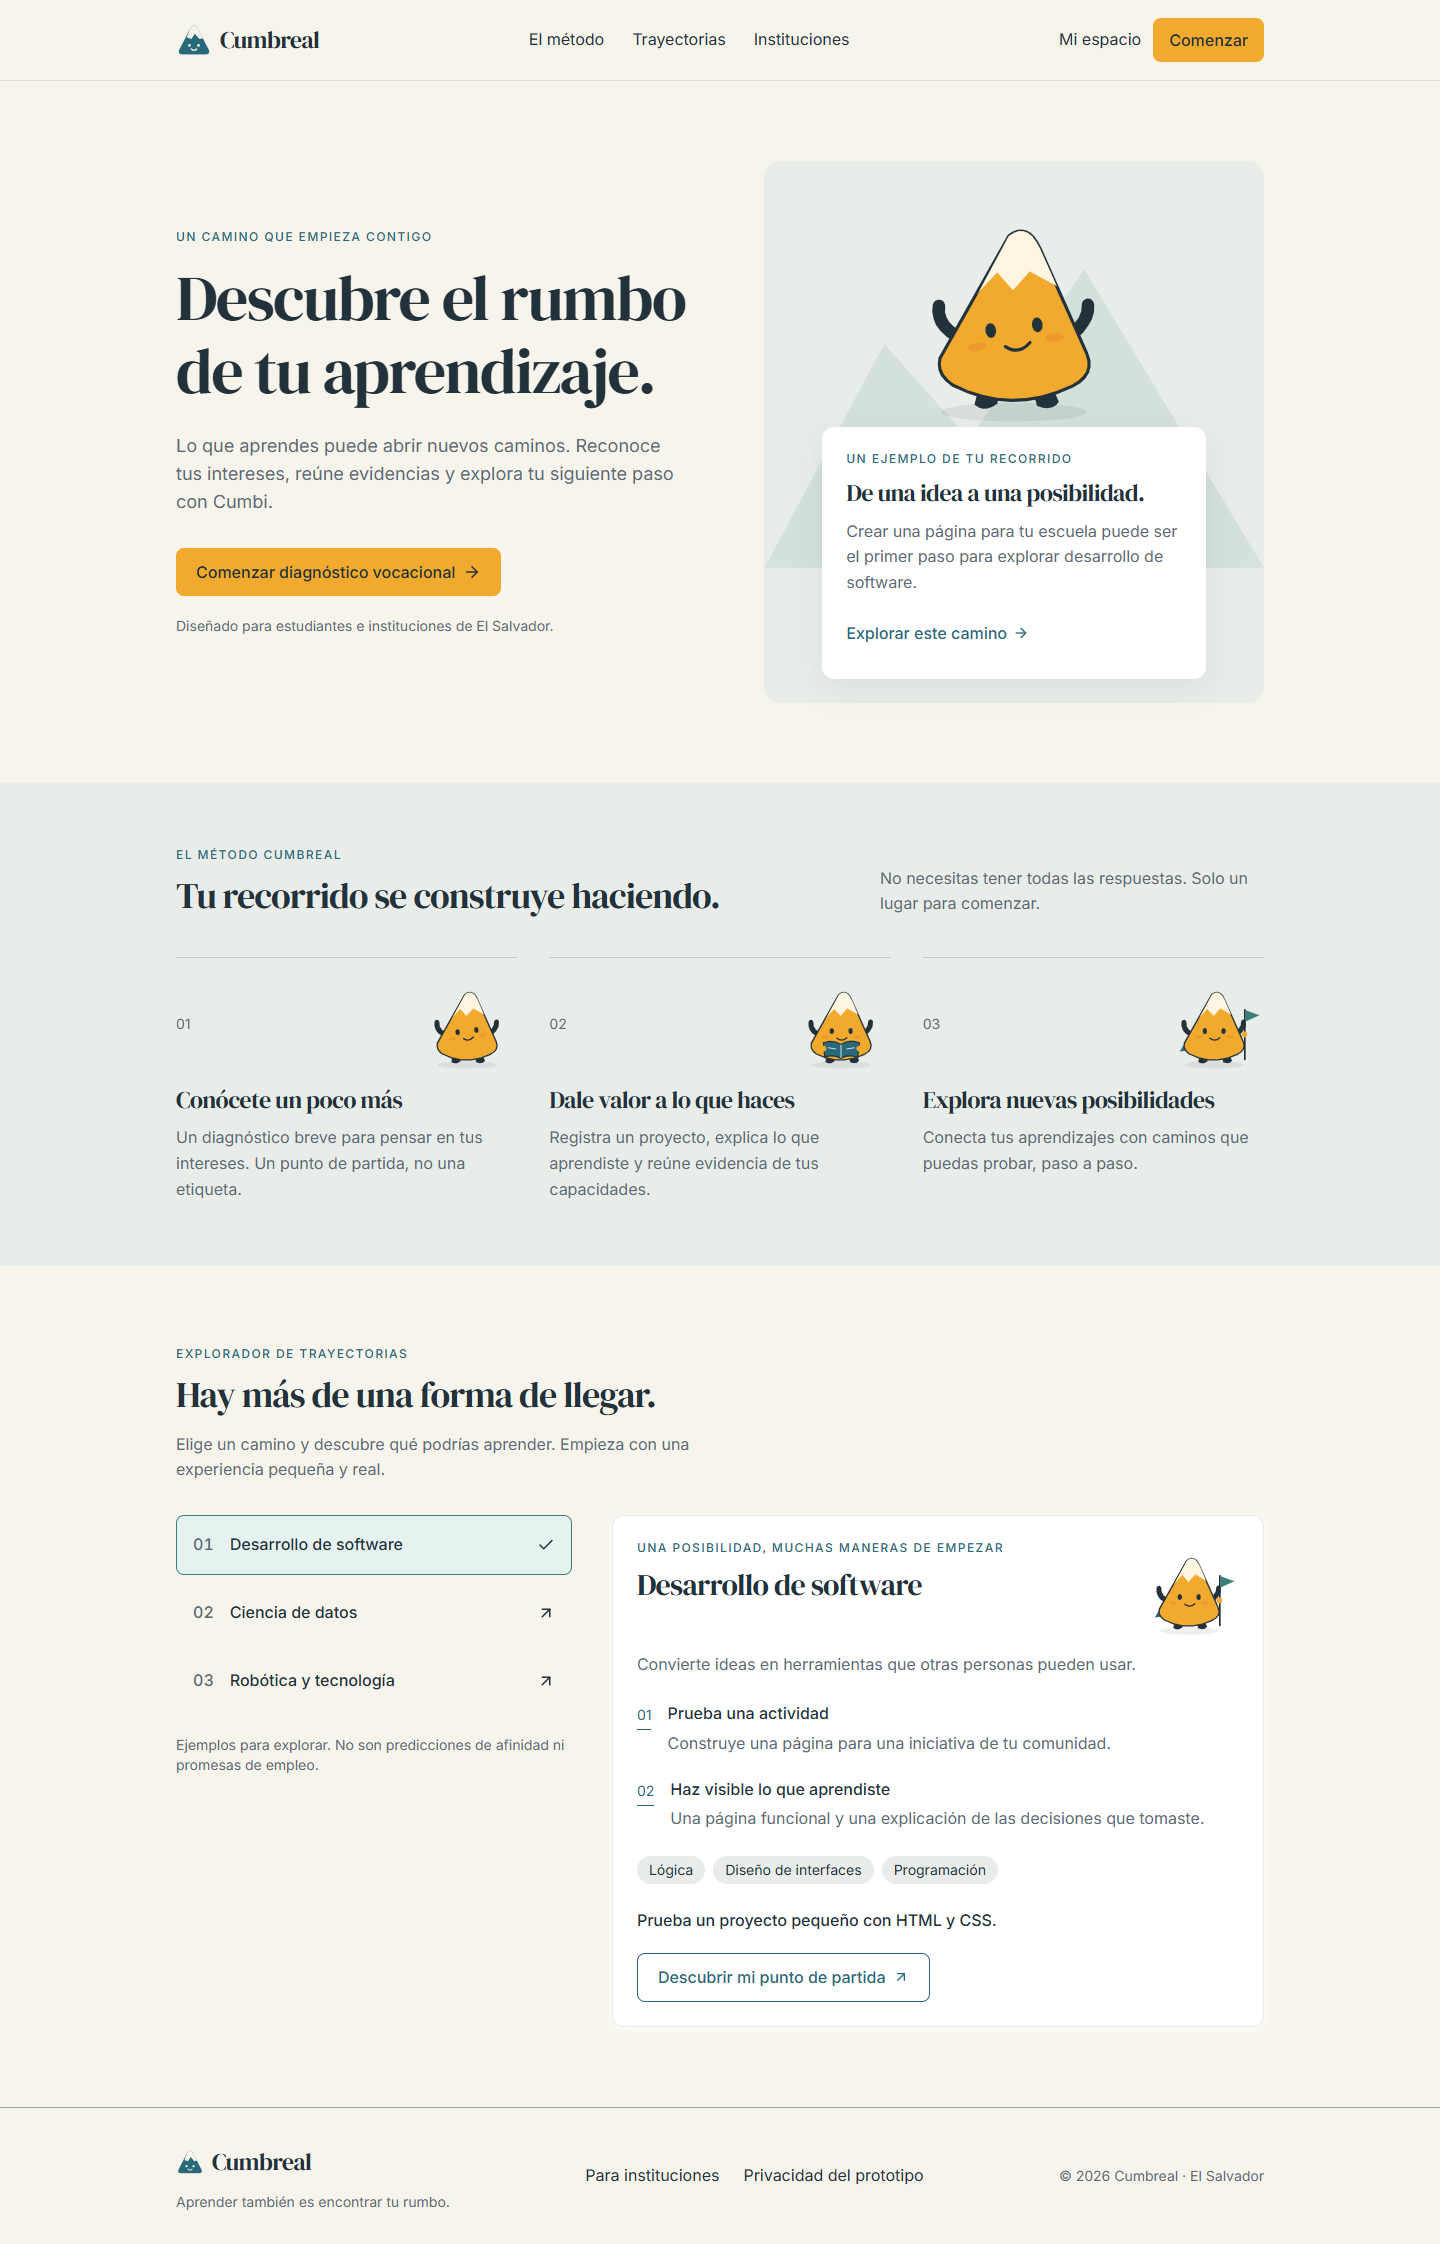 Cumbreal
El método
Trayectorias
Instituciones
Mi espacio
Comenzar
UN CAMINO QUE EMPIEZA CONTIGO
Descubre el rumbo
de tu aprendizaje.
Lo que aprendes puede abrir nuevos caminos. Reconoce
tus intereses, reúne evidencias y explora tu siguiente paso
con Cumbi.
Comenzar diagnóstico vocacional
Diseñado para estudiantes e instituciones de El Salvador.
UN EJEMPLO DE TU RECORRIDO
De una idea a una posibilidad.
Crear una página para tu escuela puede ser
el primer paso para explorar desarrollo de
software.
Explorar este camino
EL MÉTODO CUMBREAL
Tu recorrido se construye haciendo.
No necesitas tener todas las respuestas. Solo un
lugar para comenzar.
01
Conócete un poco más
Un diagnóstico breve para pensar en tus
intereses. Un punto de partida, no una
etiqueta.
02
Dale valor a lo que haces
Registra un proyecto, explica lo que
aprendiste y reúne evidencia de tus
capacidades.
03
Explora nuevas posibilidades
Conecta tus aprendizajes con caminos que
puedas probar, paso a paso.
EXPLORADOR DE TRAYECTORIAS
Hay más de una forma de llegar.
Elige un camino y descubre qué podrías aprender. Empieza con una
experiencia pequeña y real.
01 Desarrollo de software
02 Ciencia de datos
03 Robótica y tecnología
Ejemplos para explorar. No son predicciones de afinidad ni
promesas de empleo.
UNA POSIBILIDAD, MUCHAS MANERAS DE EMPEZAR
Desarrollo de software
Convierte ideas en herramientas que otras personas pueden usar.
01 Prueba una actividad
Construye una página para una iniciativa de tu comunidad.
02 Haz visible lo que aprendiste
Una página funcional y una explicación de las decisiones que tomaste.
Lógica
Diseño de interfaces
Programación
Prueba un proyecto pequeño con HTML y CSS.
Descubrir mi punto de partida
Cumbreal
Aprender también es encontrar tu rumbo.
Para instituciones
Privacidad del prototipo
© 2026 Cumbreal · El Salvador